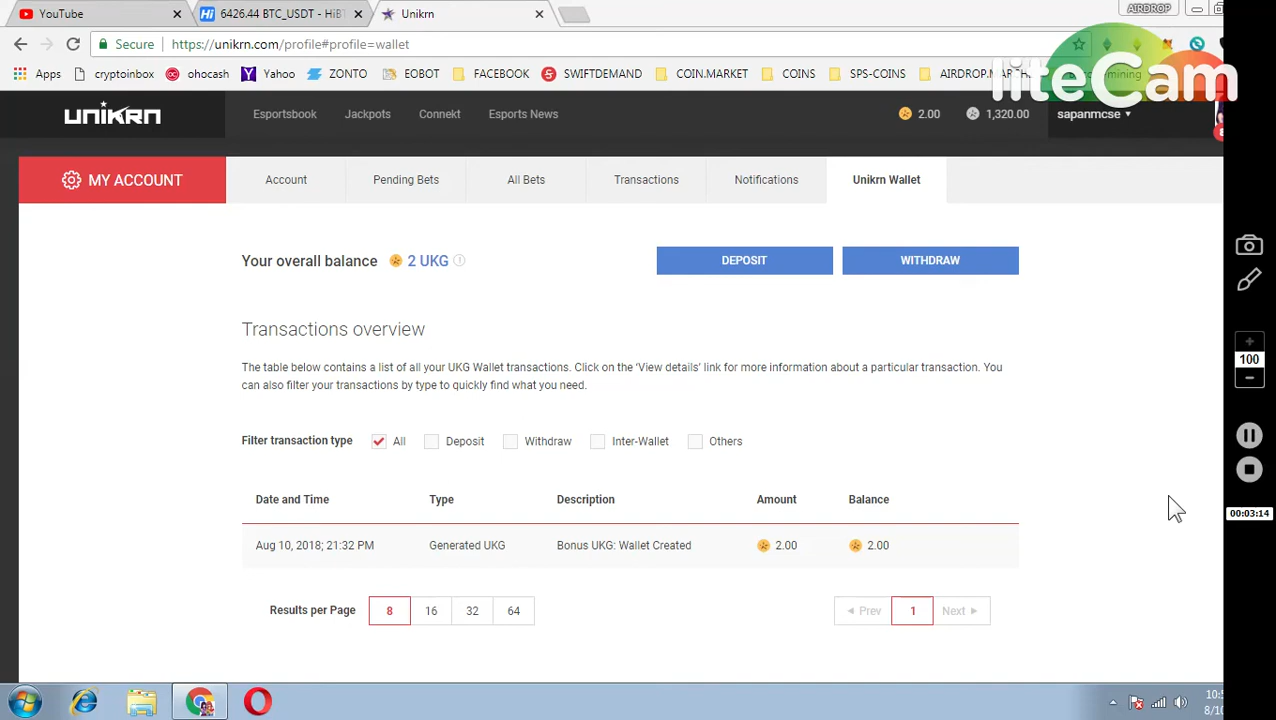 YouTube
6426.44 BTC_USDT - HiBT
Unikrn
AIRDROP
Secure
https://unikrn.com/profile#profile=wallet
Apps
cryptoinbox
ohocash
Yahoo
ZONTO
EOBOT
FACEBOOK
SWIFTDEMAND
COIN.MARKET
COINS
SPS-COINS
AIRDROP.MARCH
mining
liteCam
UNIKRN
Esportsbook
Jackpots
Connekt
Esports News
2.00
1,320.00
sapanmcse
MY ACCOUNT
Account
Pending Bets
All Bets
Transactions
Notifications
Unikrn Wallet
Your overall balance 2 UKG
DEPOSIT
WITHDRAW
Transactions overview
The table below contains a list of all your UKG Wallet transactions. Click on the 'View details' link for more information about a particular transaction. You
can also filter your transactions by type to quickly find what you need.
Filter transaction type
All
Deposit
Withdraw
Inter-Wallet
Others
Date and Time Type Description Amount Balance
Aug 10, 2018; 21:32 PM Generated UKG Bonus UKG: Wallet Created 2.00 2.00
Results per Page 8 16 32 64
Prev 1 Next
100
00:03:14